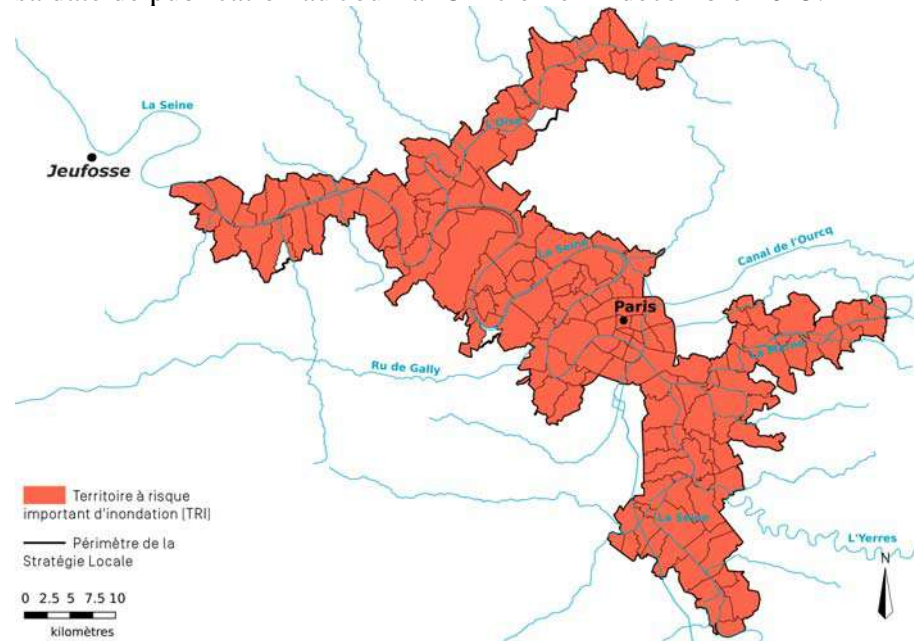 La Seine
Jeufosse
L'Oise
La Seine
Canal de l'Ourcq
Paris
La Marne
Ru de Gally
La Seine
L'Yerres
N
Territoire à risque
important d'inondation (TRI)
Périmètre de la
Stratégie Locale
0 2.5 5 7.5 10
kilomètres